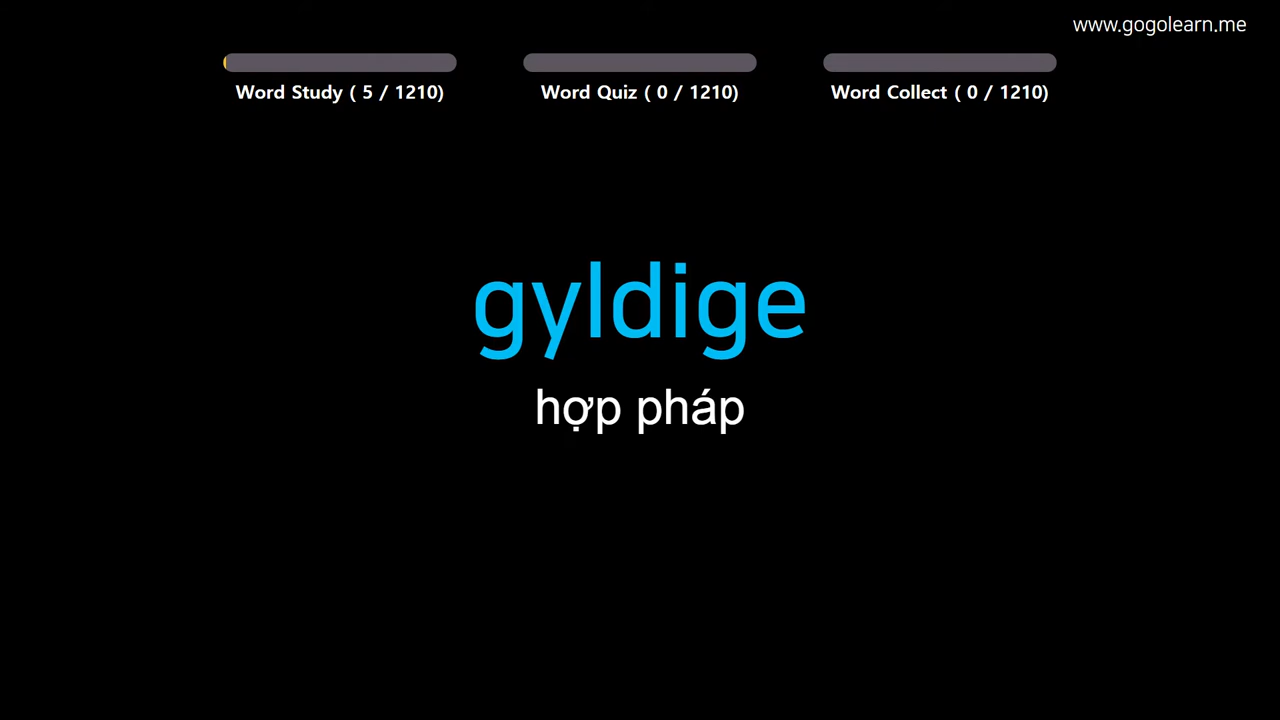 www.gogolearn.me
Word Study ( 5 / 1210)
Word Quiz ( 0 / 1210)
Word Collect ( 0 / 1210)
gyldige
hợp pháp